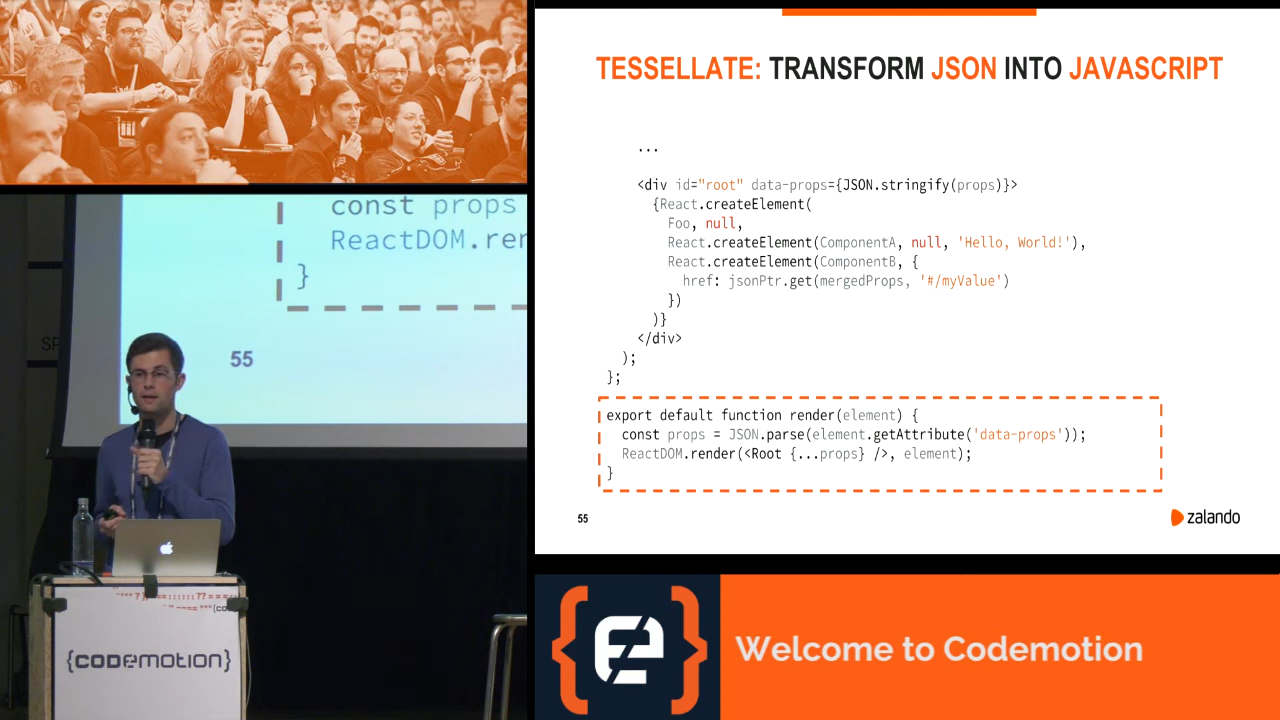 TESSELLATE: TRANSFORM JSON INTO JAVASCRIPT
...
<div id="root" data-props={JSON.stringify(props)}>
{React.createElement(
Foo, null,
React.createElement(ComponentA, null, 'Hello, World!'),
React.createElement(ComponentB, {
href: jsonPtr.get(mergedProps, '#/myValue')
})
)}
</div>
);
};
export default function render(element) {
const props = JSON.parse(element.getAttribute('data-props'));
ReactDOM.render(<Root {...props} />, element);
}
55
zalando
const props
ReactDOM.rer
}
55
SP
{CODEMOTION}
Welcome to Codemotion